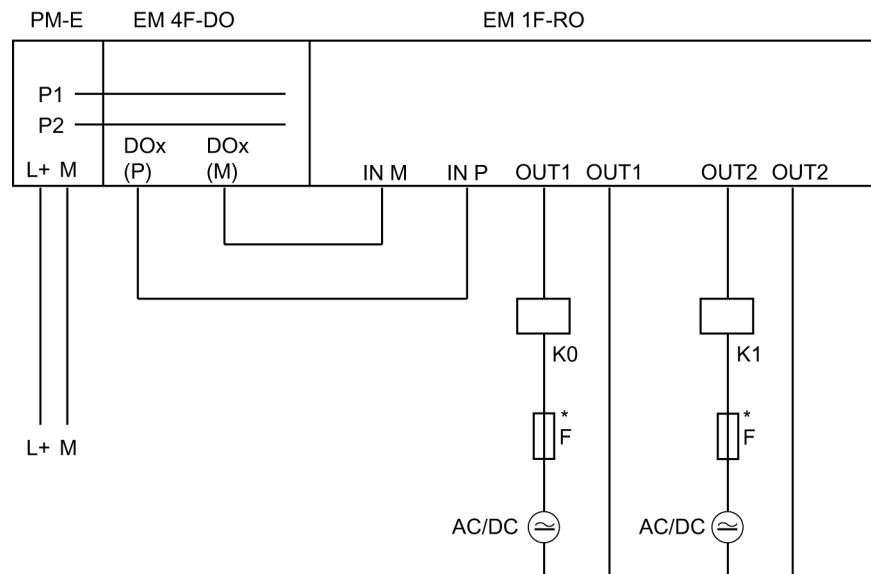 PM-E EM 4F-DO EM 1F-RO
P1
P2
DOx DOx
L+ M (P) (M) IN M IN P OUT1 OUT1 OUT2 OUT2
K0 K1
* *
F F
L+ M
AC/DC AC/DC